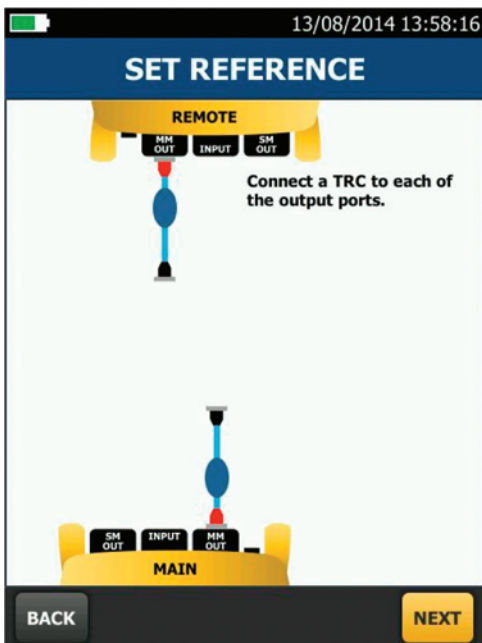 13/08/2014 13:58:16
SET REFERENCE
REMOTE
MM
OUT
INPUT
SM
OUT
Connect a TRC to each of
the output ports.
SM
OUT
INPUT
MM
OUT
MAIN
BACK
NEXT